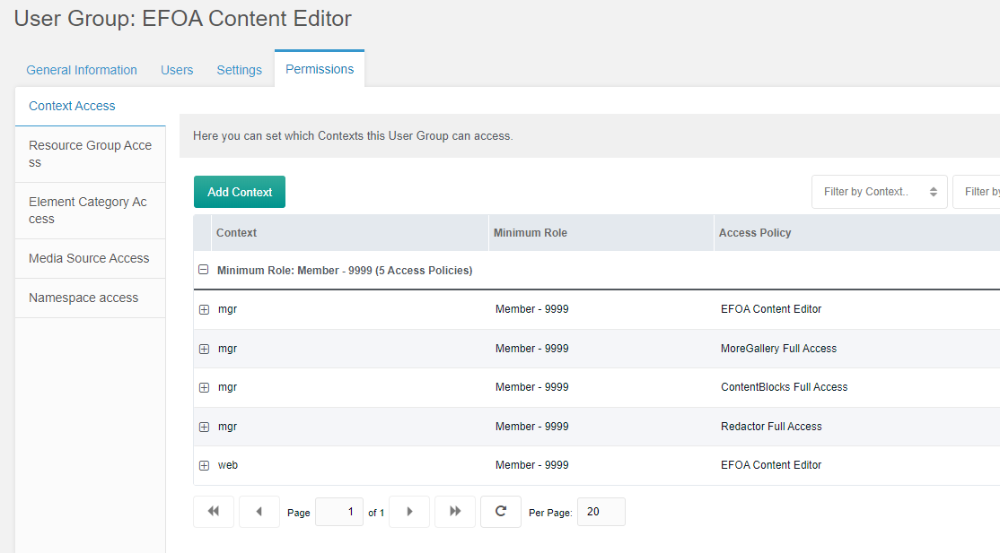 User Group: EFOA Content Editor
General Information Users Settings Permissions
Context Access
Resource Group Acce
ss
Element Category Ac
cess
Media Source Access
Namespace access
Here you can set which Contexts this User Group can access.
Add Context Filter by Context.. Filter by
Context Minimum Role Access Policy
Minimum Role: Member - 9999 (5 Access Policies)
mgr Member - 9999 EFOA Content Editor
mgr Member - 9999 MoreGallery Full Access
mgr Member - 9999 ContentBlocks Full Access
mgr Member - 9999 Redactor Full Access
web Member - 9999 EFOA Content Editor
Page 1 of 1 Per Page: 20